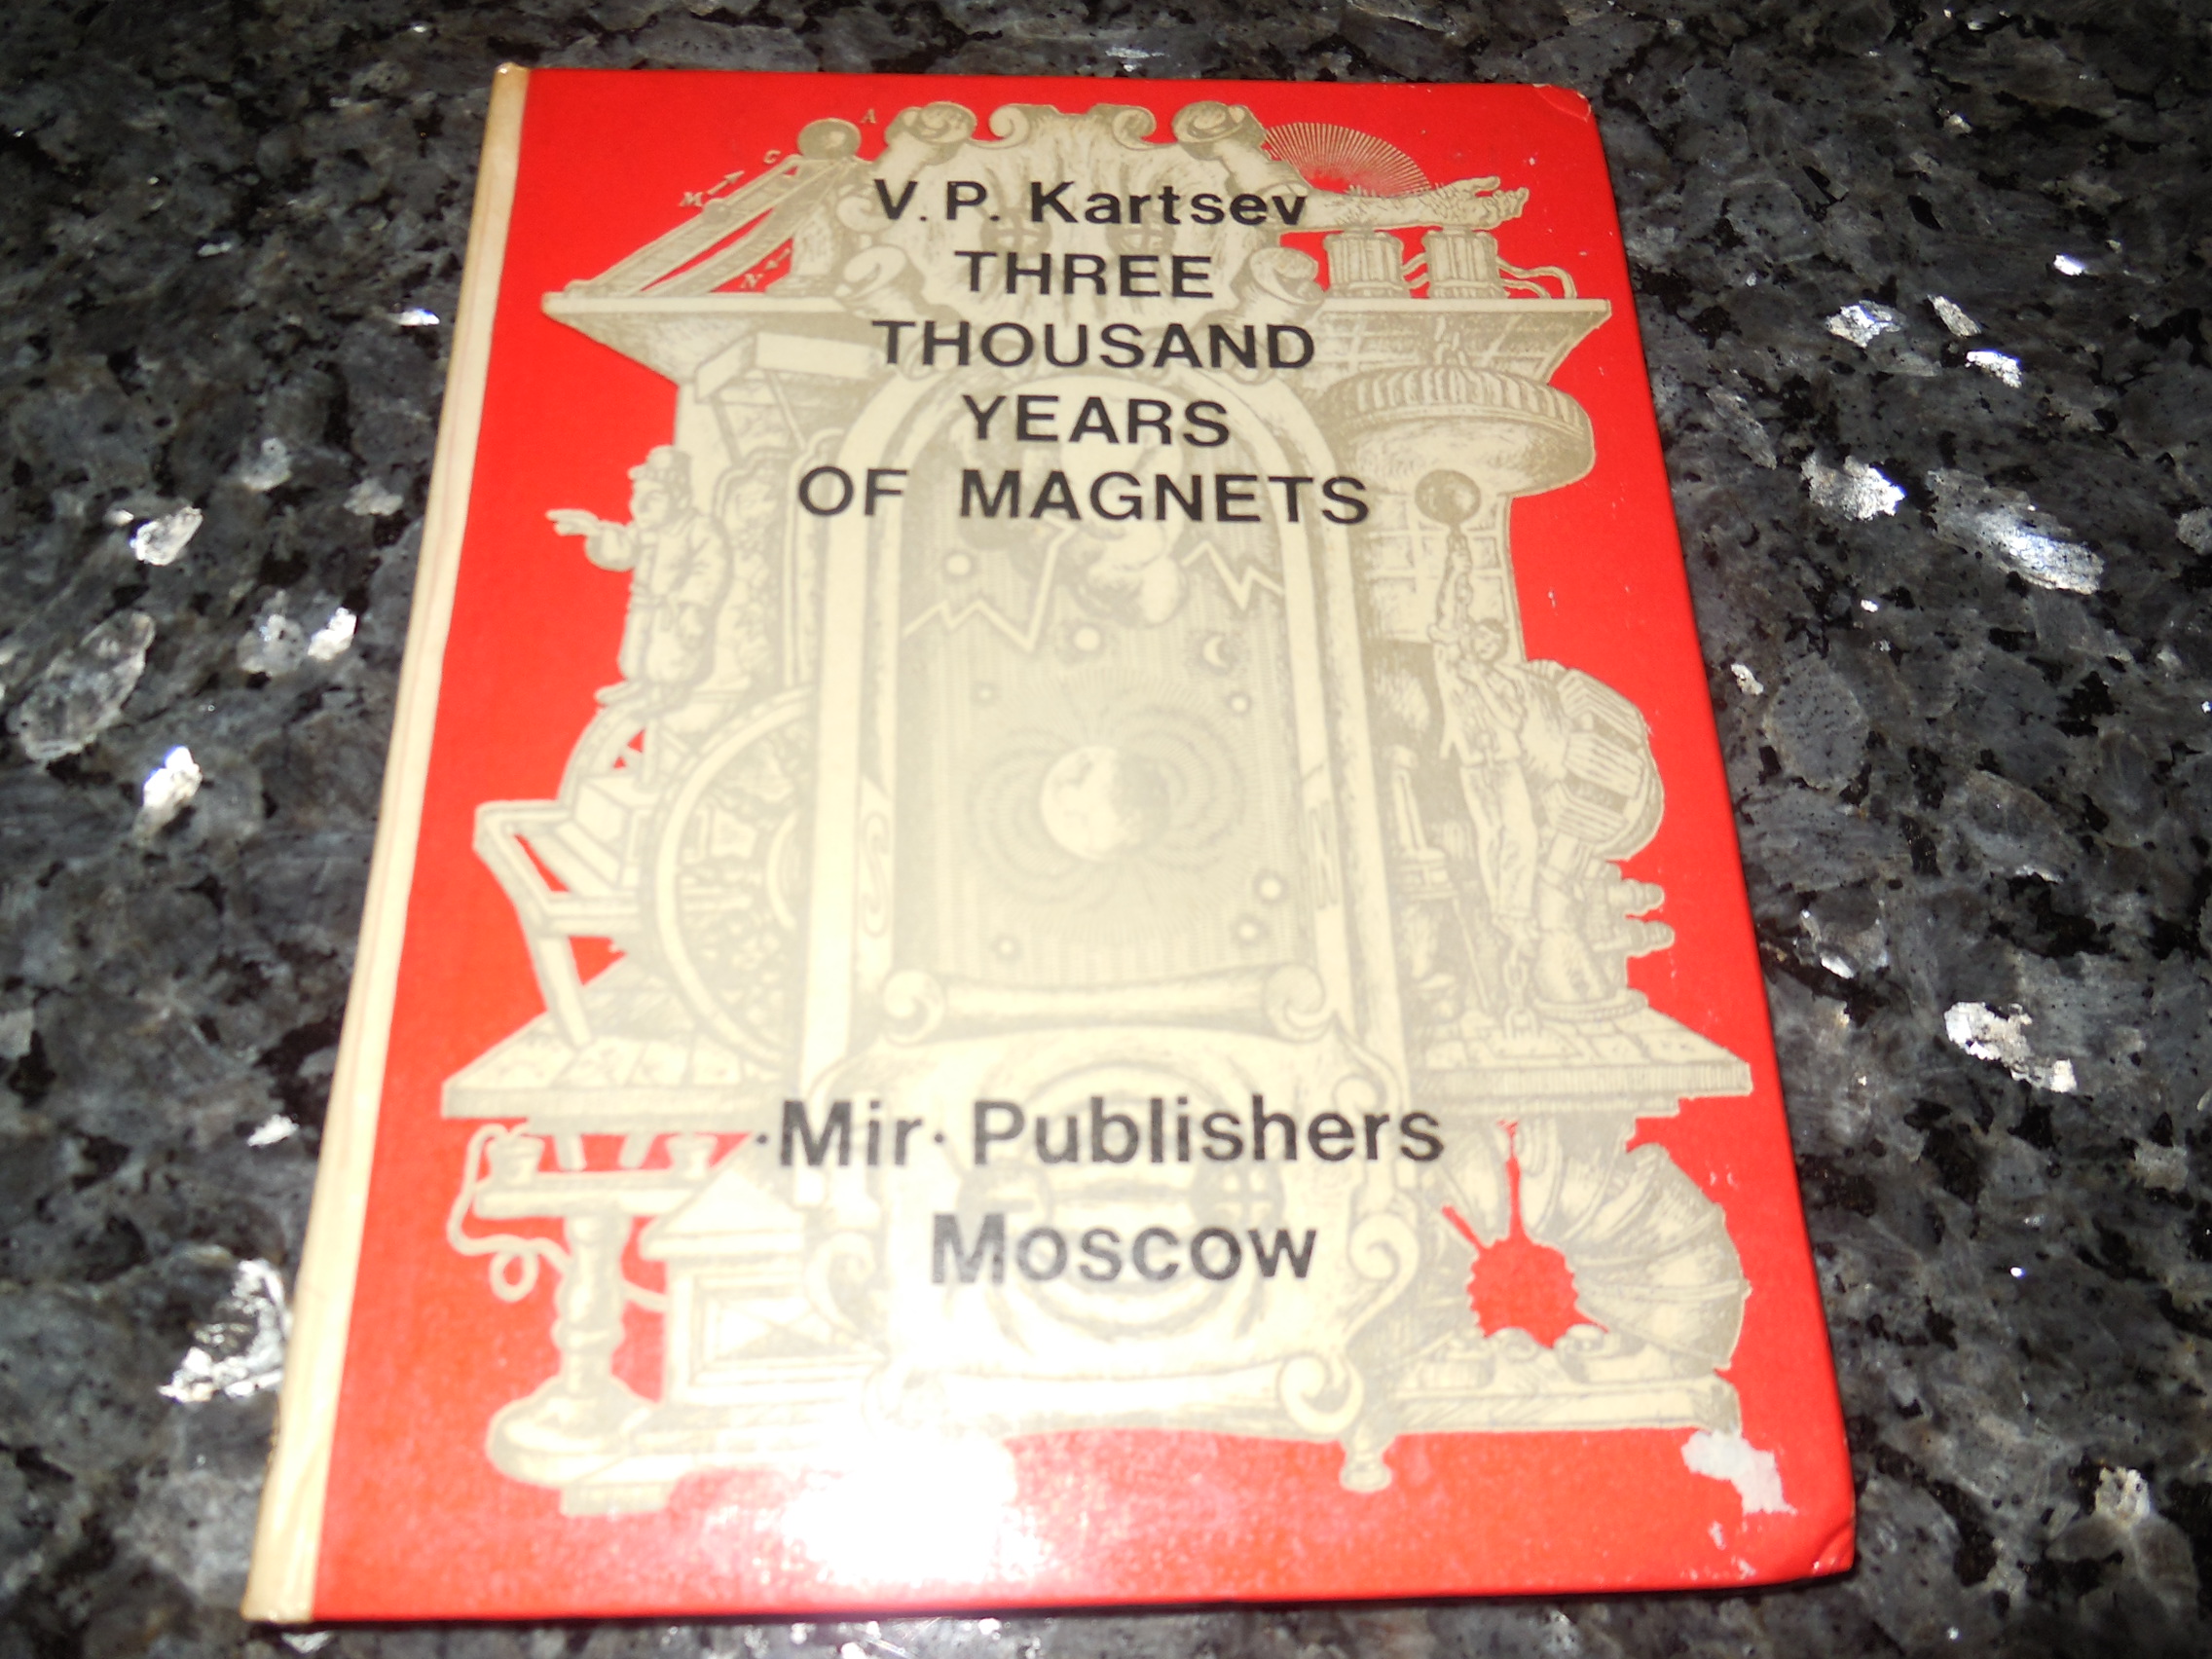 V. P. Kartsev
THREE
THOUSAND
YEARS
OF MAGNETS
·Mir· Publishers
Moscow
A
C
M